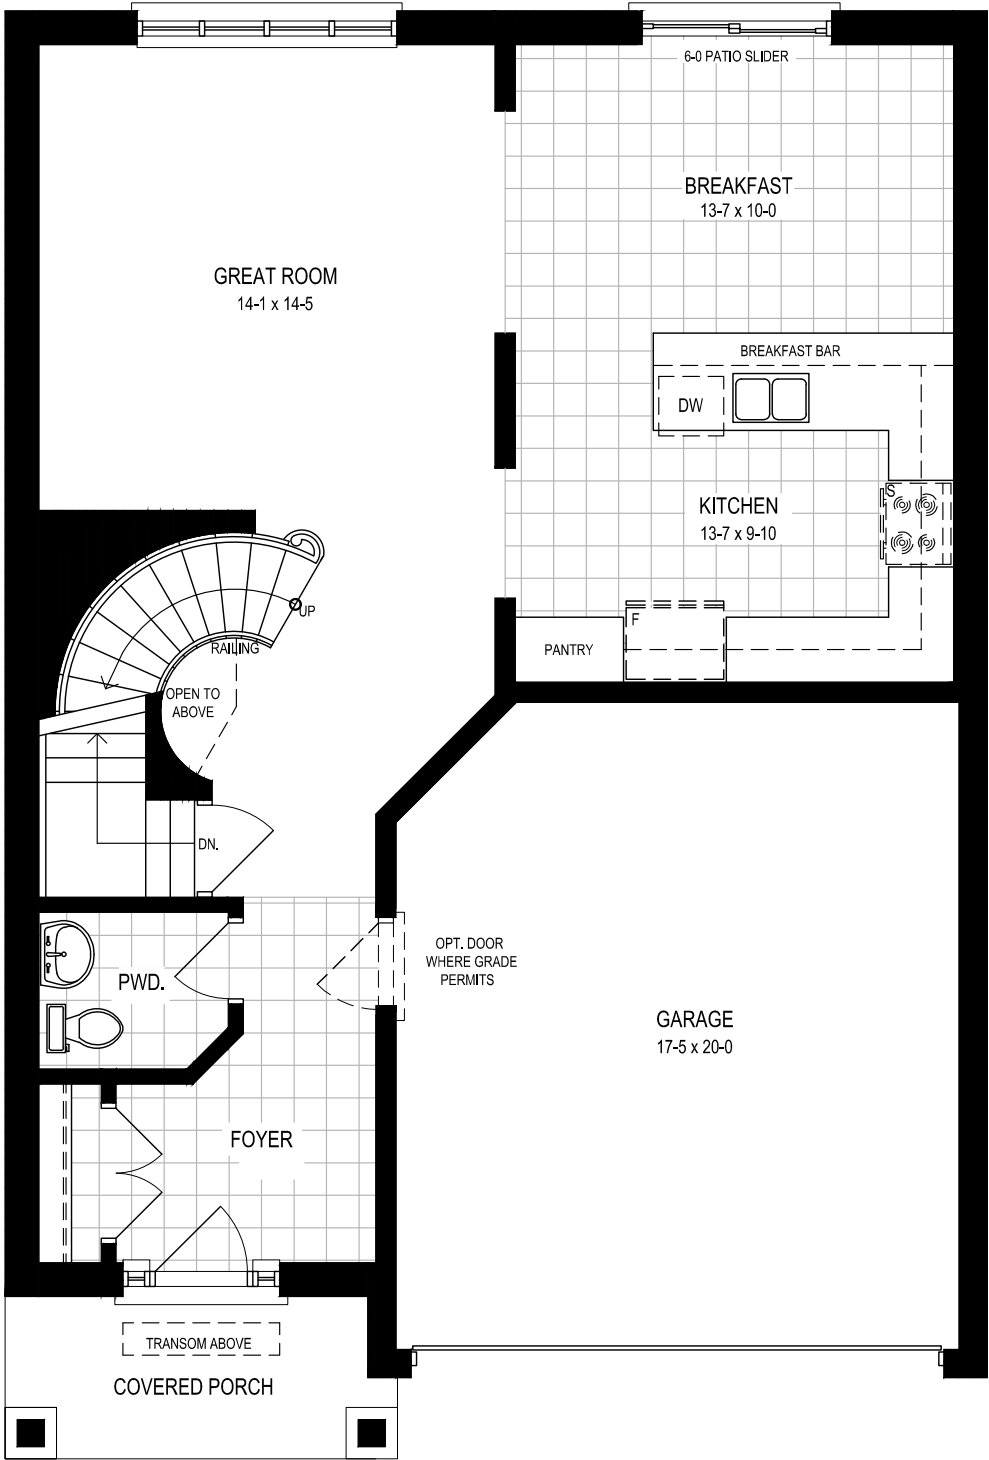 6-0 PATIO SLIDER
BREAKFAST
13-7 x 10-0
GREAT ROOM
14-1 x 14-5
BREAKFAST BAR
DW
S
KITCHEN
13-7 x 9-10
UP
F
RAILING
PANTRY
OPEN TO
ABOVE
DN.
OPT. DOOR
WHERE GRADE
PERMITS
PWD.
GARAGE
17-5 x 20-0
FOYER
TRANSOM ABOVE
COVERED PORCH